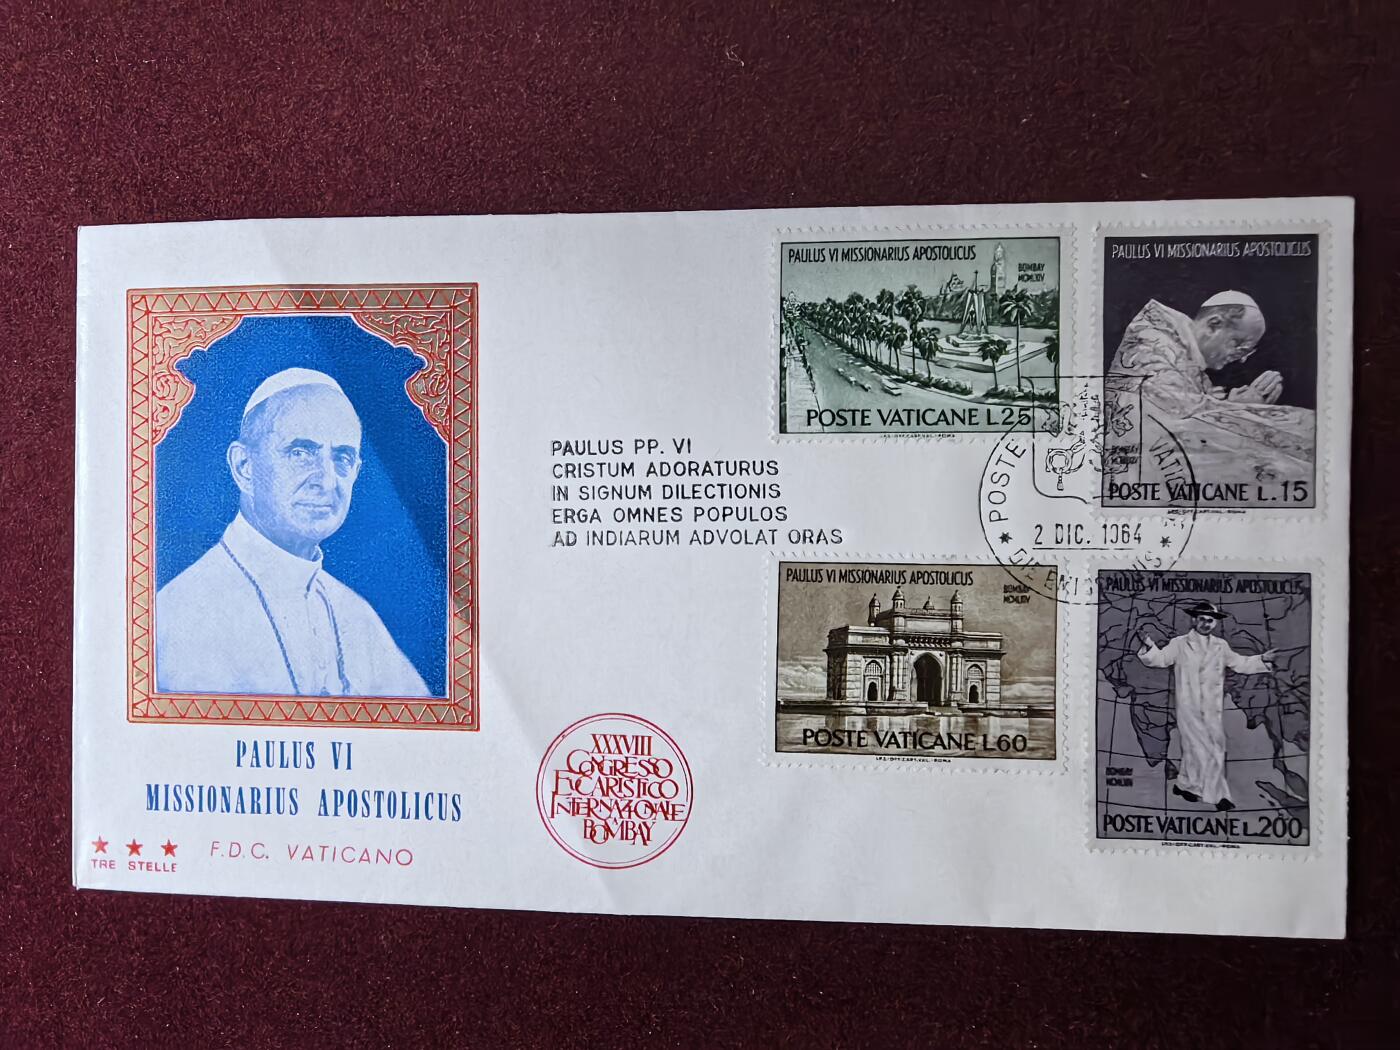 PAULUS VI MISSIONARIUS APOSTOLICUS
BOMBAY
MCMLXIV
POSTE VATICANE L.25
PAULUS VI MISSIONARIUS APOSTOLICUS
BOMBAY
MCMLXIV
POSTE VATICANE L.15
PAULUS PP. VI
CRISTUM ADORATURUS
IN SIGNUM DILECTIONIS
ERGA OMNES POPULOS
AD INDIARUM ADVOLAT ORAS
POSTE VATICANE
2 DIC. 1964
PAULUS VI MISSIONARIUS APOSTOLICUS
BOMBAY
MCMLXIV
POSTE VATICANE L.60
PAULUS VI MISSIONARIUS APOSTOLICUS
BOMBAY
MCMLXIV
POSTE VATICANE L.200
PAULUS VI
MISSIONARIUS APOSTOLICUS
TRE STELLE
F.D.C. VATICANO
XXXVIII
CONGRESSO
EUCARISTICO
INTERNAZIONALE
A
BOMBAY